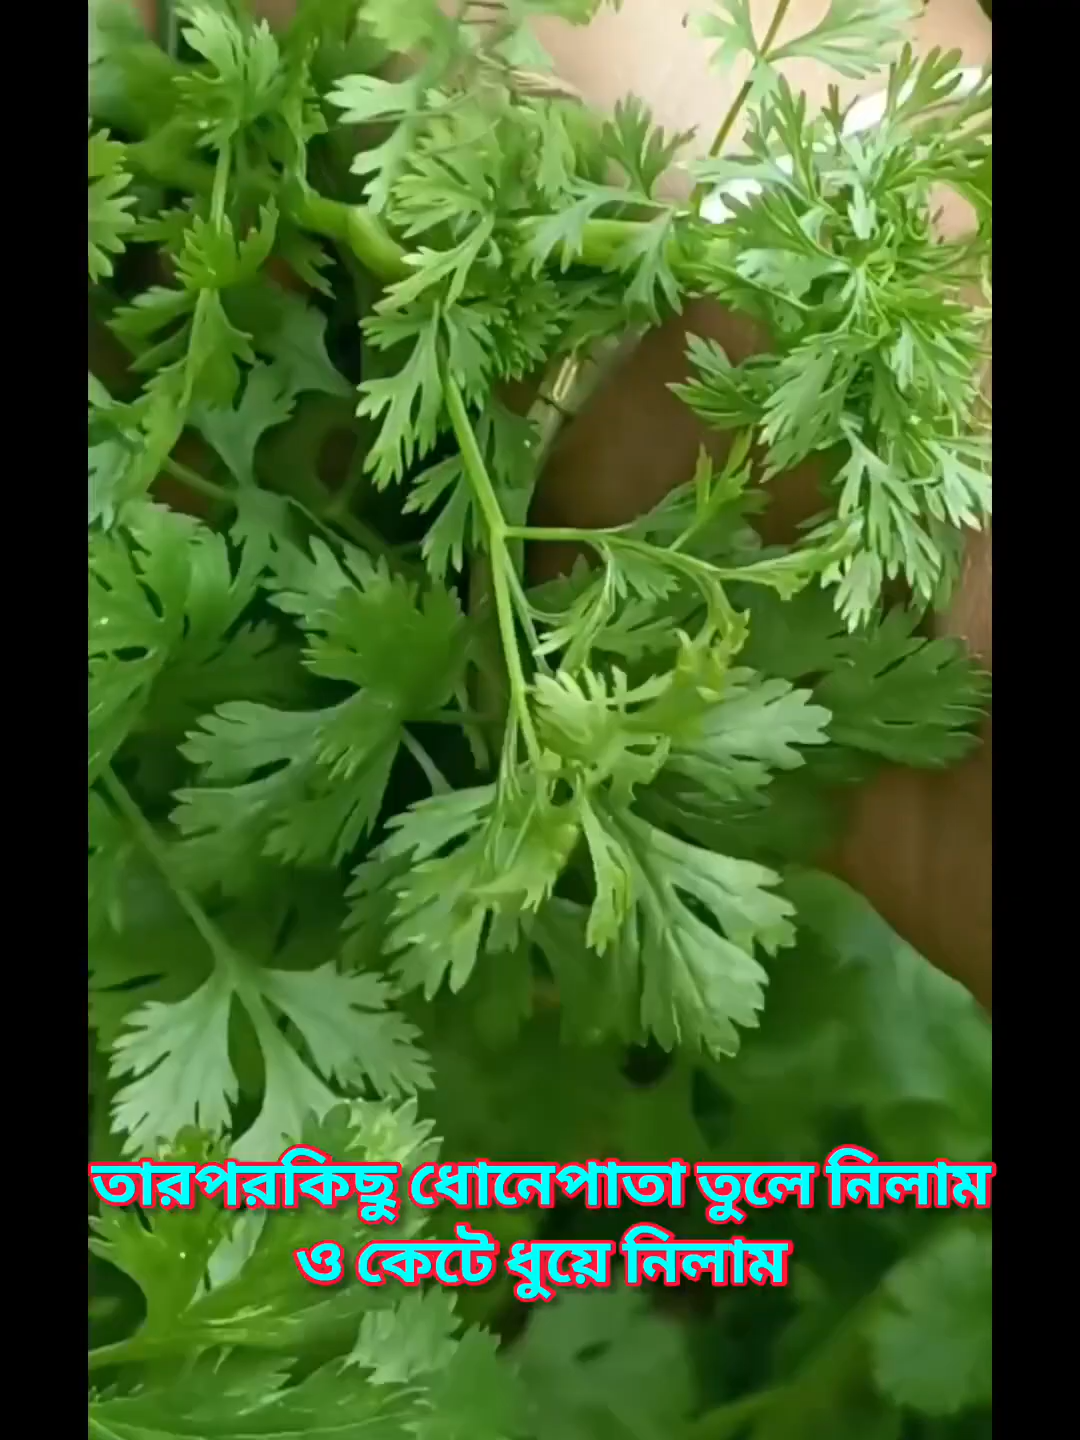 তারপরকিছু ধোনেপাতা তুলে নিলাম
ও কেটে ধুয়ে নিলাম